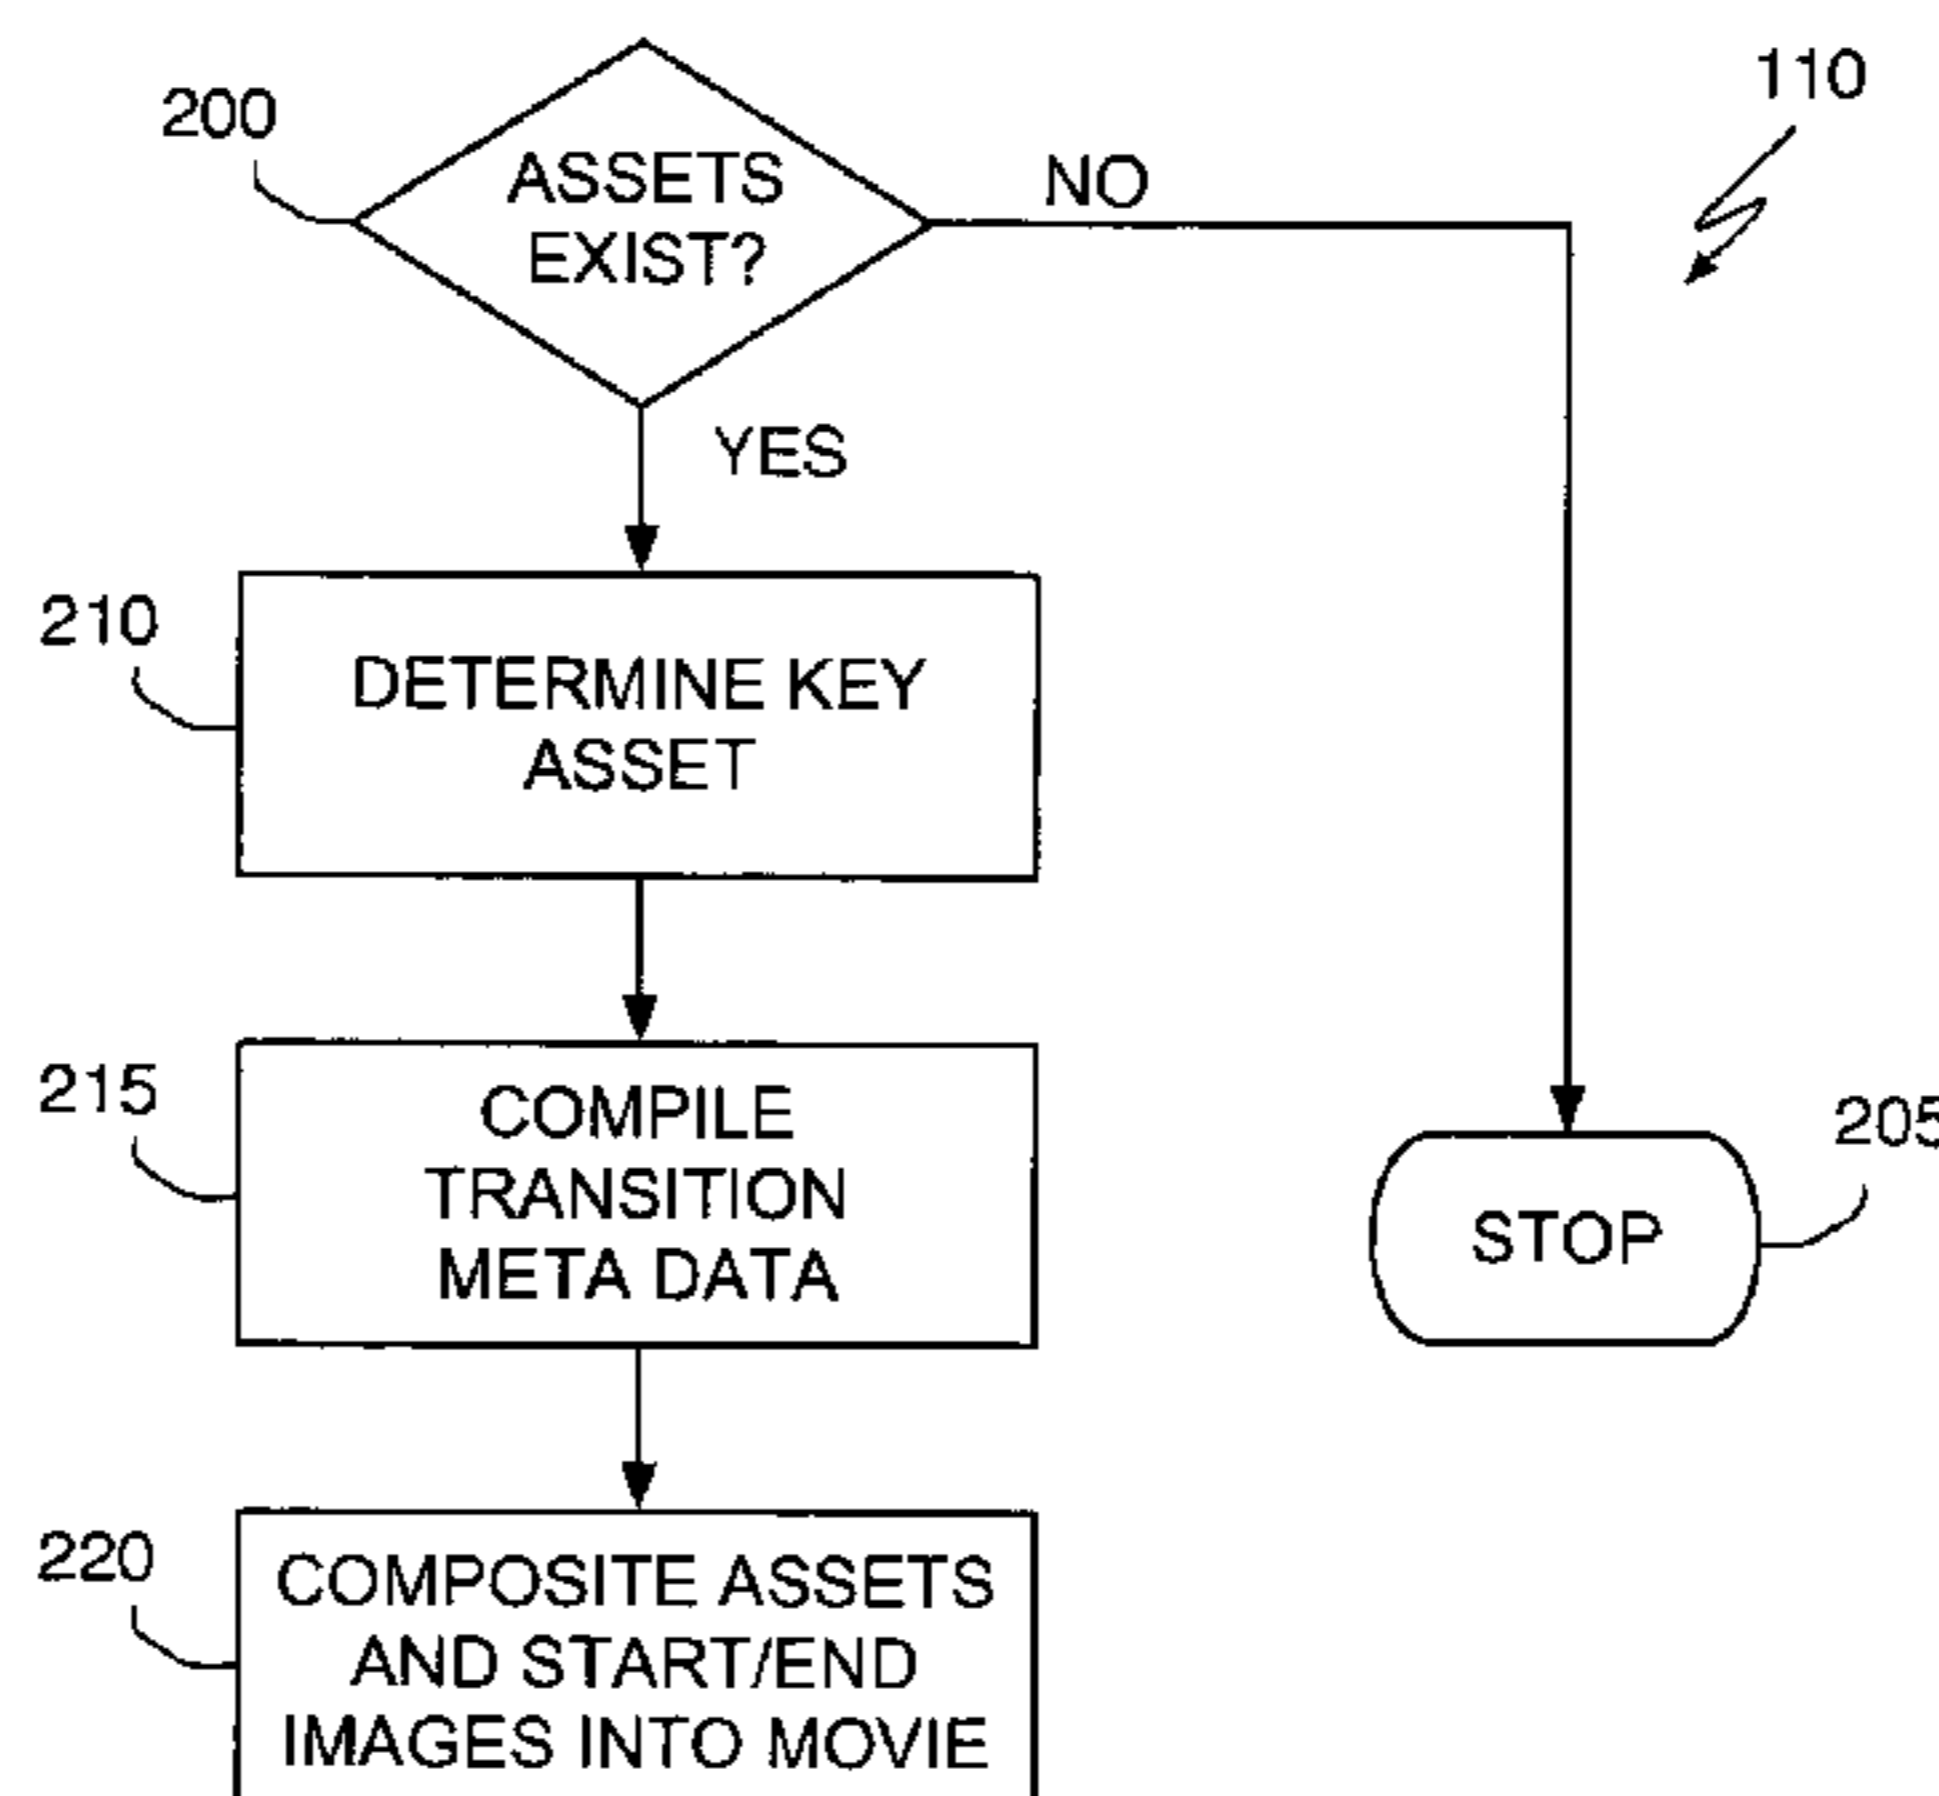 200
ASSETS
EXIST?
NO
110
YES
210
DETERMINE KEY
ASSET
215
COMPILE
TRANSITION
META DATA
205
STOP
220
COMPOSITE ASSETS
AND START/END
IMAGES INTO MOVIE